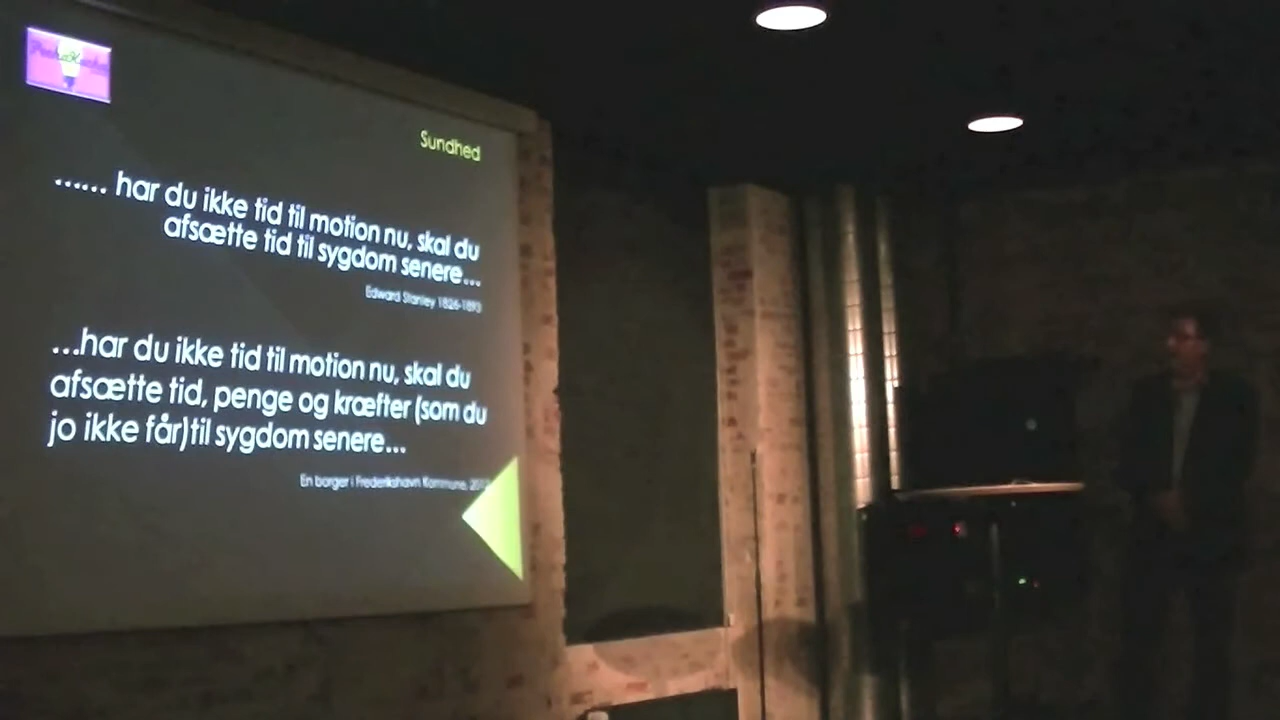 PechaKucha
Sundhed
...... har du ikke tid til motion nu, skal du
afsætte tid til sygdom senere...
Edward Stanley 1826-1893
...har du ikke tid til motion nu, skal du
afsætte tid, penge og kræfter (som du
jo ikke får)til sygdom senere...
En borger i Frederikshavn Kommune,